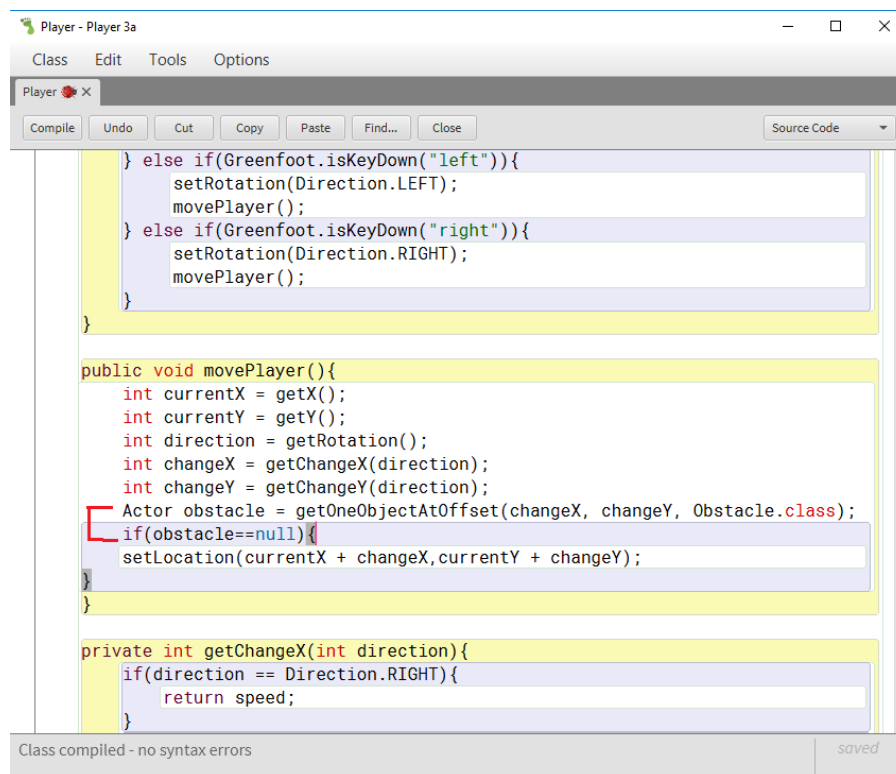 Player - Player 3a
Class Edit Tools Options
Player
Compile Undo Cut Copy Paste Find... Close Source Code
} else if(Greenfoot.isKeyDown("left")){
setRotation(Direction.LEFT);
movePlayer();
} else if(Greenfoot.isKeyDown("right")){
setRotation(Direction.RIGHT);
movePlayer();
}
}
public void movePlayer(){
int currentX = getX();
int currentY = getY();
int direction = getRotation();
int changeX = getChangeX(direction);
int changeY = getChangeY(direction);
Actor obstacle = getOneObjectAtOffset(changeX, changeY, Obstacle.class);
if(obstacle==null){
setLocation(currentX + changeX,currentY + changeY);
}
}
private int getChangeX(int direction){
if(direction == Direction.RIGHT){
return speed;
}
Class compiled - no syntax errors saved